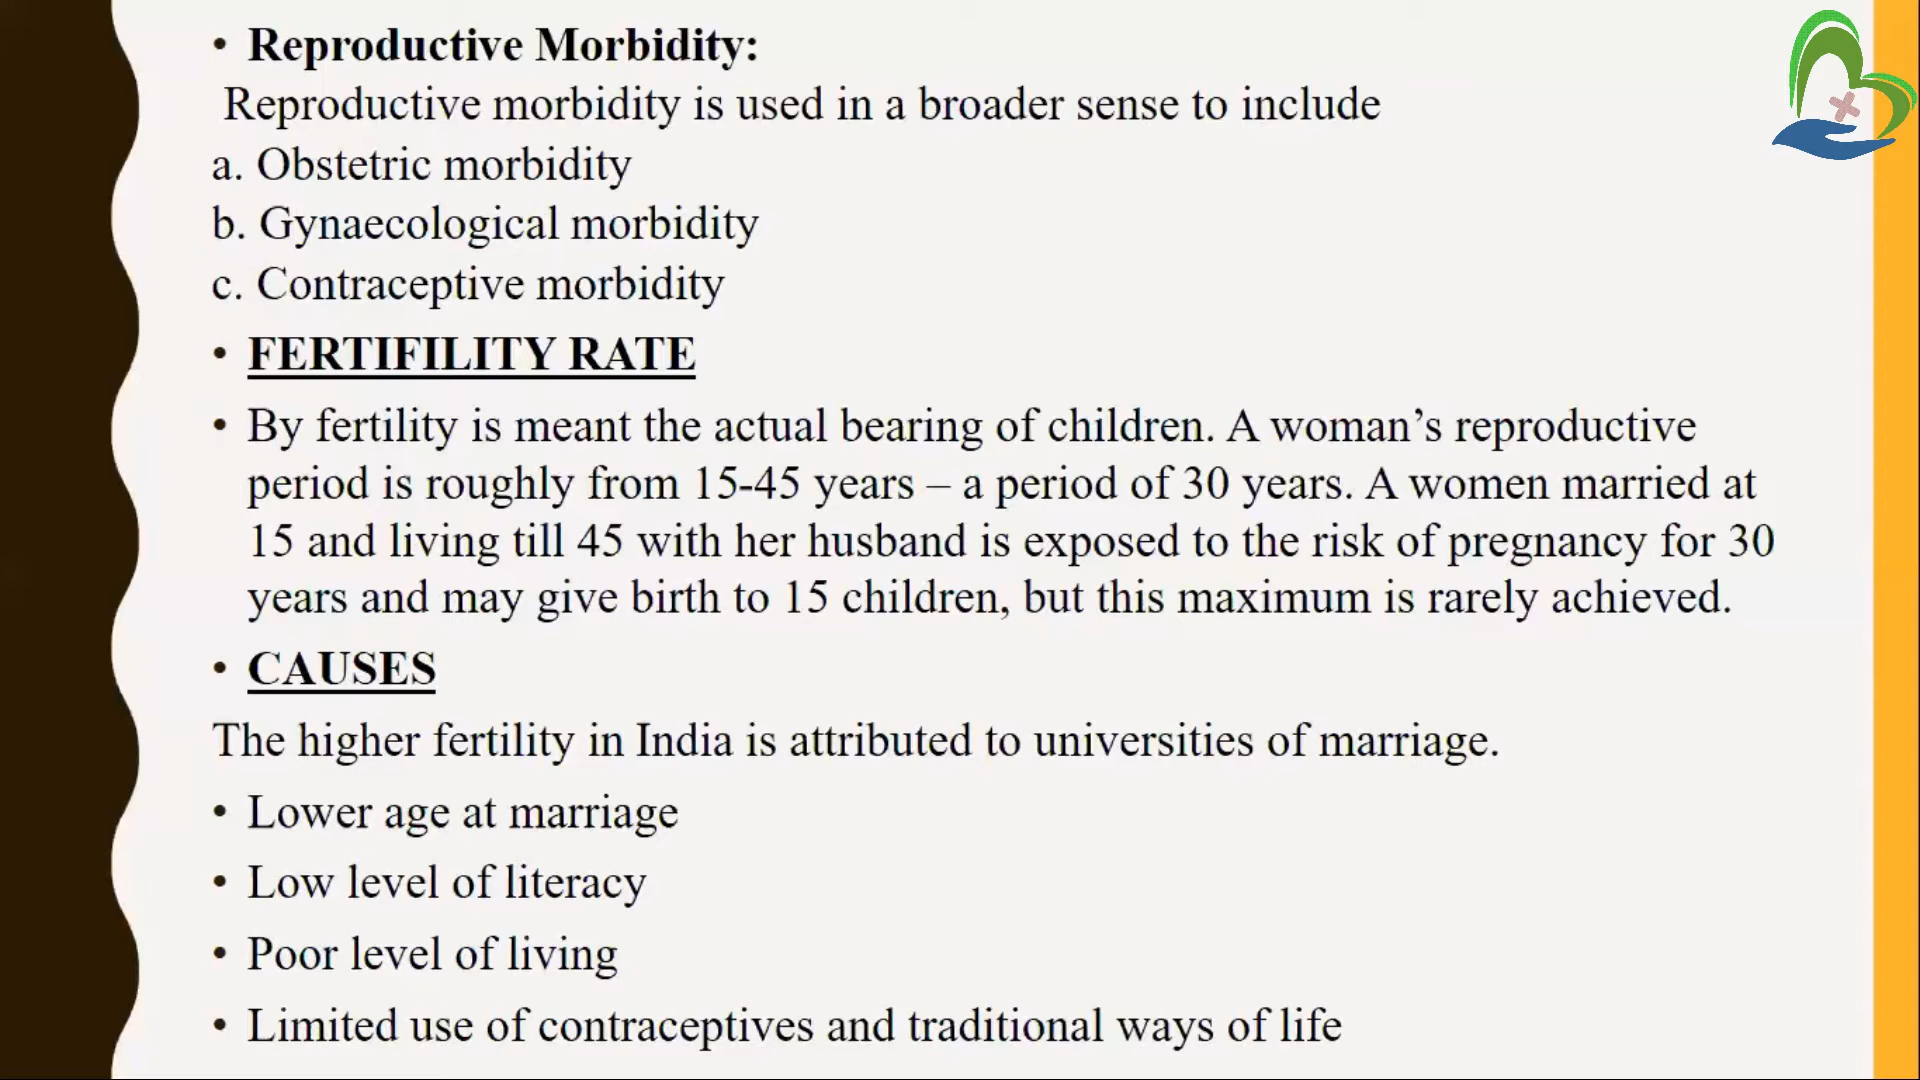 • Reproductive Morbidity:
Reproductive morbidity is used in a broader sense to include
a. Obstetric morbidity
b. Gynaecological morbidity
c. Contraceptive morbidity
• FERTIFILITY RATE
• By fertility is meant the actual bearing of children. A woman’s reproductive
period is roughly from 15-45 years – a period of 30 years. A women married at
15 and living till 45 with her husband is exposed to the risk of pregnancy for 30
years and may give birth to 15 children, but this maximum is rarely achieved.
• CAUSES
The higher fertility in India is attributed to universities of marriage.
• Lower age at marriage
• Low level of literacy
• Poor level of living
• Limited use of contraceptives and traditional ways of life